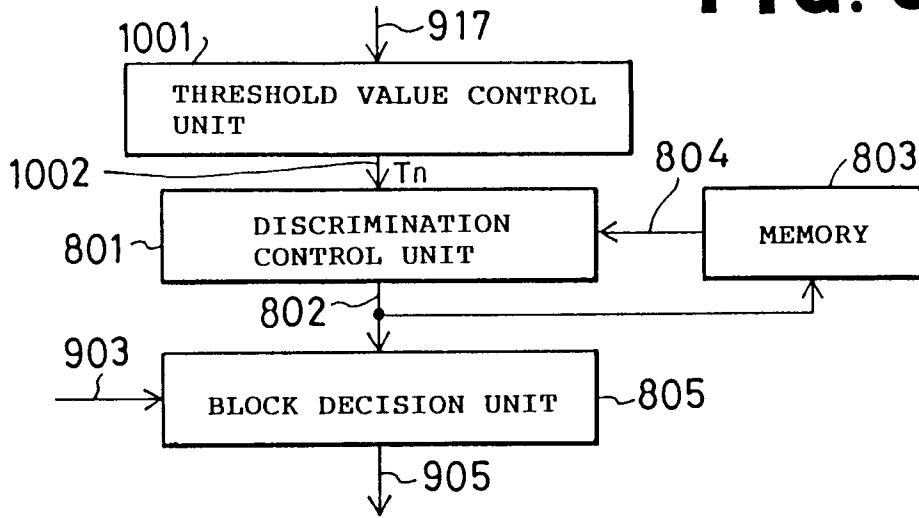 FIG.
917
1001
THRESHOLD VALUE CONTROL
UNIT
1002
Tn
804
803
801
DISCRIMINATION
CONTROL UNIT
MEMORY
802
903
BLOCK DECISION UNIT
805
905